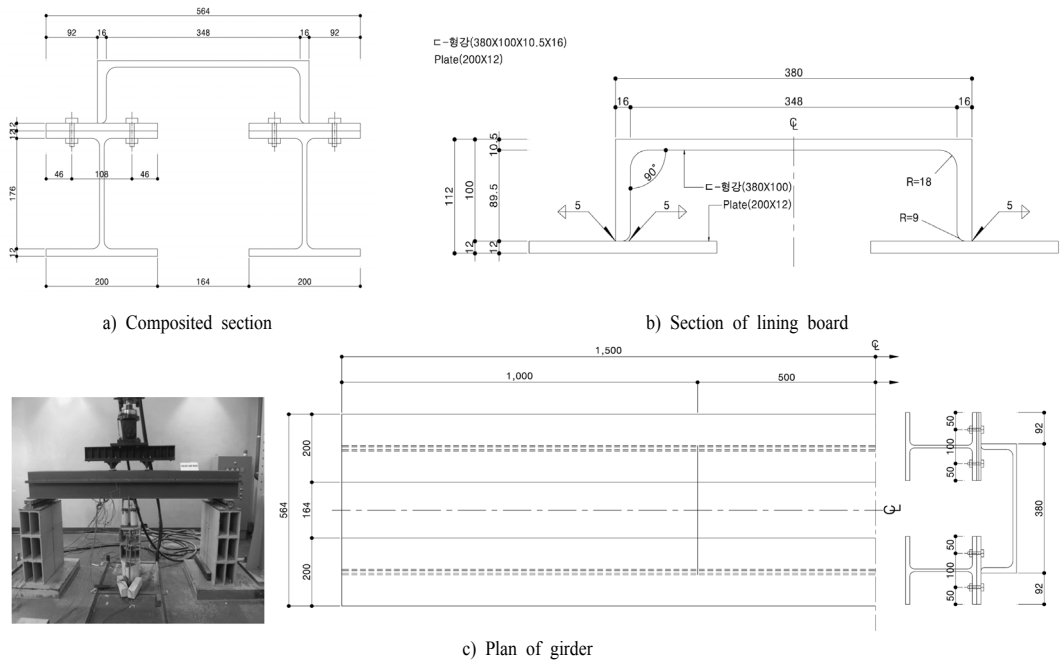 564
92 16 348 16 92
12
12
176
12
46 108 46
200 164 200
a) Composited section
ㄷ-형강(380X100X10.5X16)
Plate(200X12)
380
16 348 16
℄
10.5
112 100 89.5
12 12
90°
R=18
ㄷ-형강(380X100)
Plate(200X12)
R=9
5 5
b) Section of lining board
1,500
℄
1,000 500
564
200
164
200
℄
50
100
50
50
100
50
92
380
92
c) Plan of girder